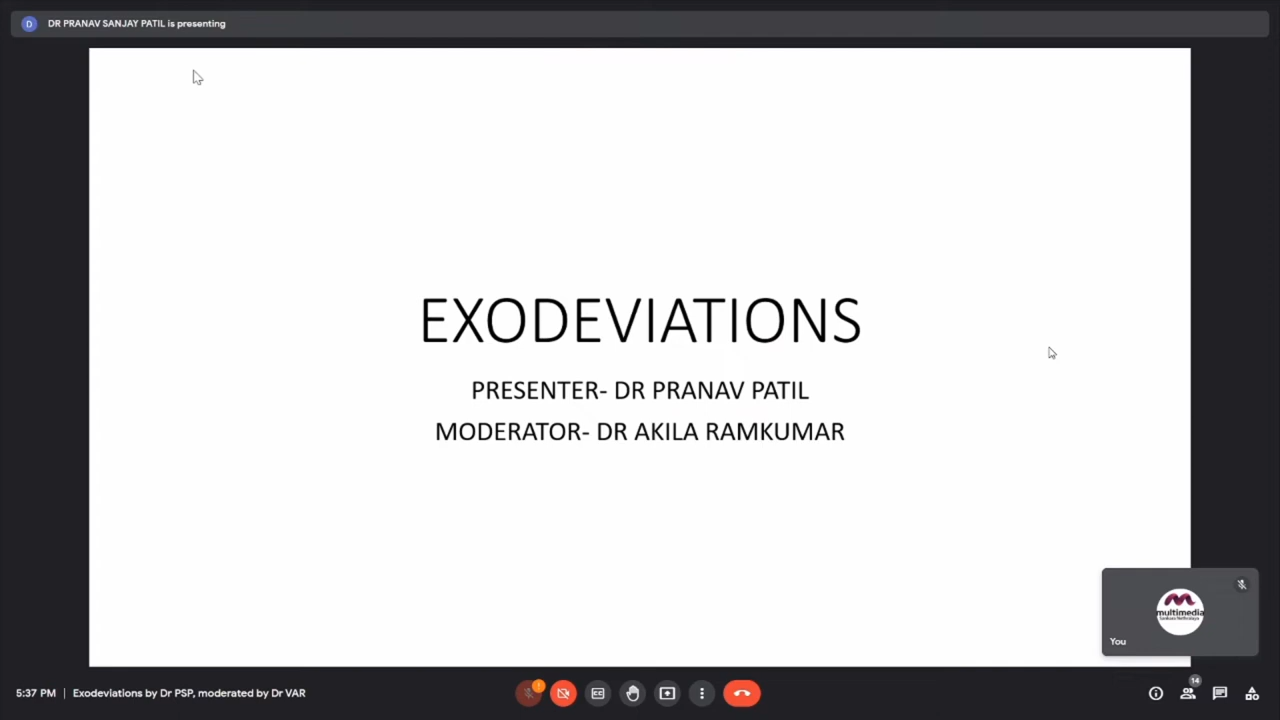 D DR PRANAV SANJAY PATIL is presenting
EXODEVIATIONS
PRESENTER- DR PRANAV PATIL
MODERATOR- DR AKILA RAMKUMAR
multimedia
You
14
5:37 PM | Exodeviations by Dr PSP, moderated by Dr VAR